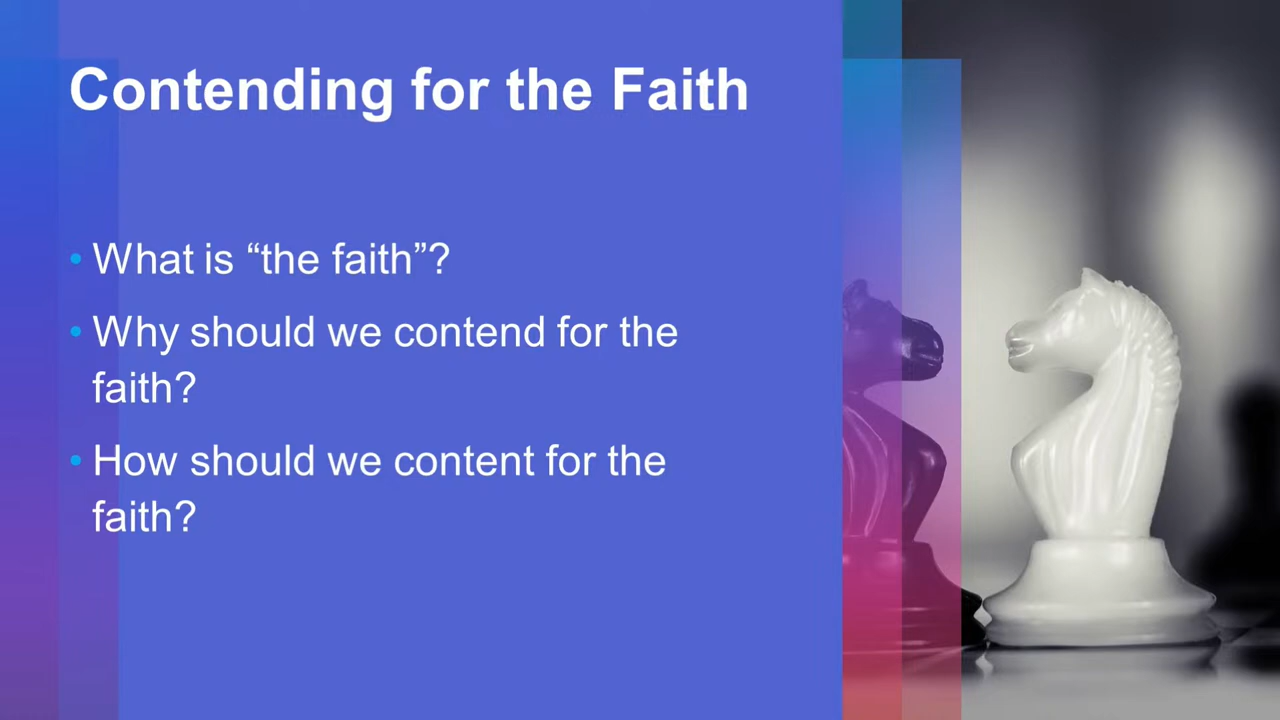 Contending for the Faith
• What is “the faith”?
• Why should we contend for the
faith?
• How should we content for the
faith?